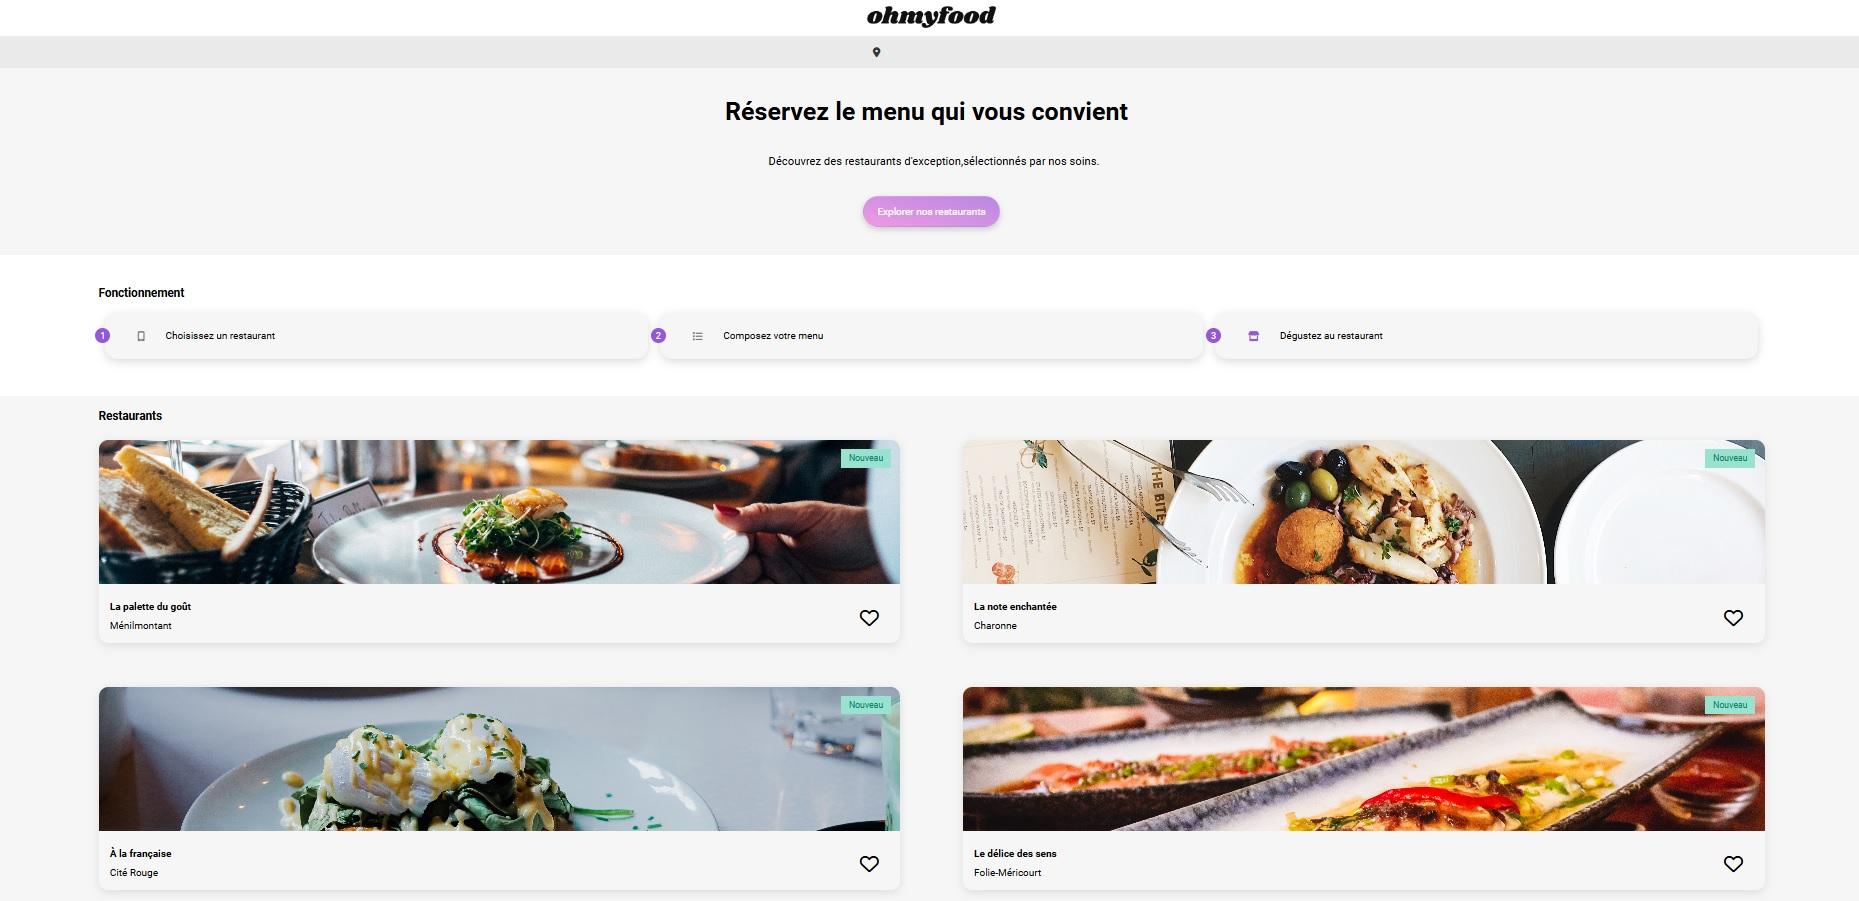 ohmyfood
Réservez le menu qui vous convient
Découvrez des restaurants d'exception,sélectionnés par nos soins.
Explorer nos restaurants
Fonctionnement
1 Choisissez un restaurant
2 Composez votre menu
3 Dégustez au restaurant
Restaurants
Nouveau
THE BITE
Nouveau
La palette du goût
Ménilmontant
La note enchantée
Charonne
Nouveau
Nouveau
À la française
Cité Rouge
Le délice des sens
Folie-Méricourt